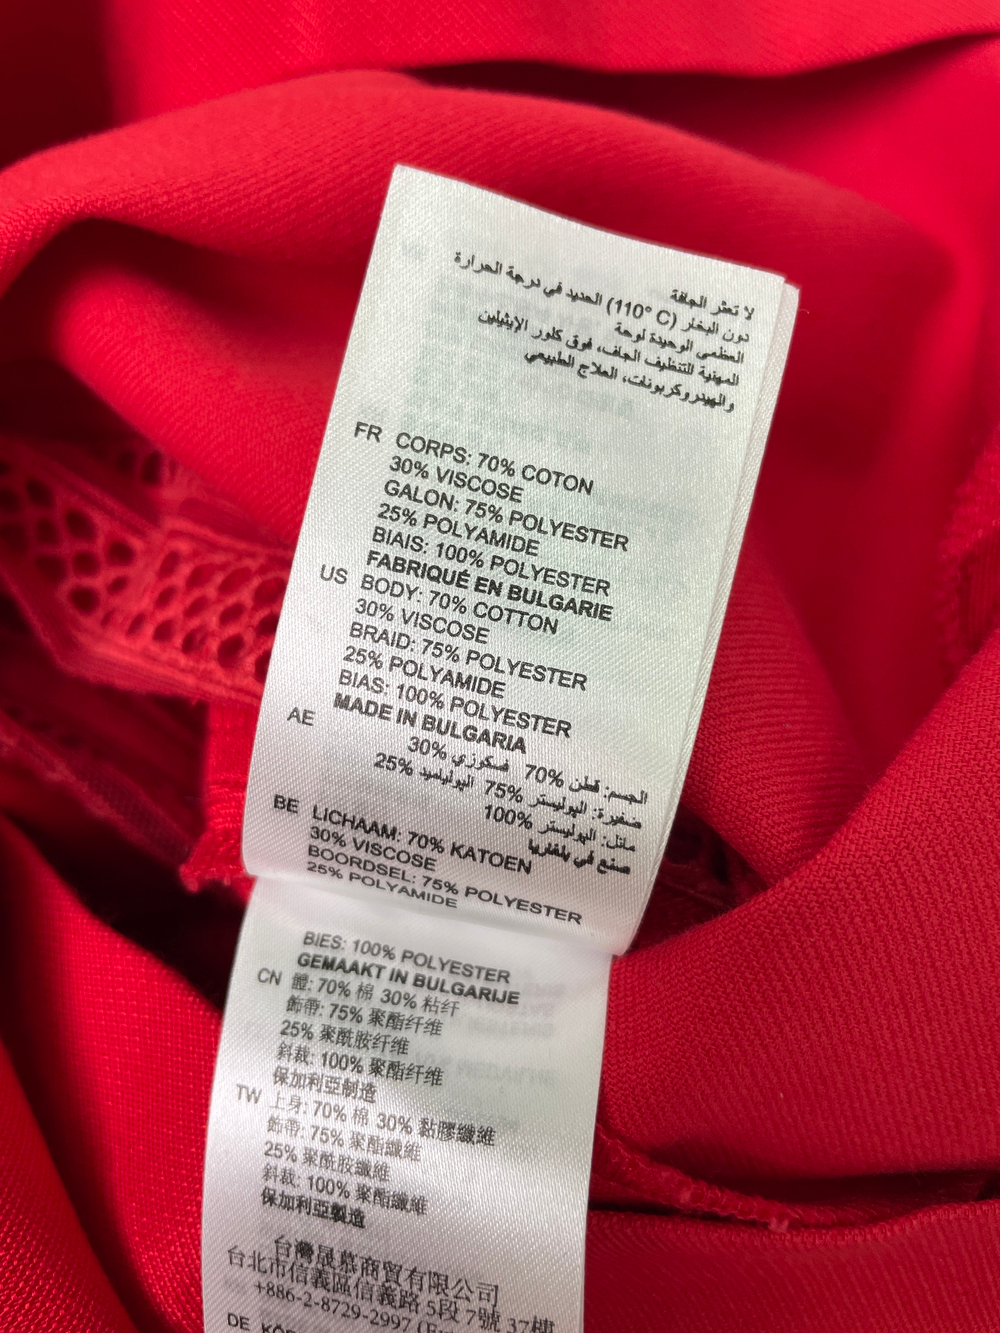 لا تعثر الجافة
دون البخار (110° C) الحديد في درجة الحرارة
العظمى الوحيدة لوحة
المهنية للتنظيف الجاف، فوق كلور الإيثيلين
والهيدروكربونات، العلاج الطبيعي
FR CORPS: 70% COTON
30% VISCOSE
GALON: 75% POLYESTER
25% POLYAMIDE
BIAIS: 100% POLYESTER
FABRIQUÉ EN BULGARIE
US BODY: 70% COTTON
30% VISCOSE
BRAID: 75% POLYESTER
25% POLYAMIDE
BIAS: 100% POLYESTER
MADE IN BULGARIA
AE الجسم: قطن 70% فسكوزي 30%
ضفيرة: البوليستر 75% البولياميد 25%
مائل: البوليستر 100%
صنع في بلغاريا
BE LICHAAM: 70% KATOEN
30% VISCOSE
BOORDSEL: 75% POLYESTER
25% POLYAMIDE
BIES: 100% POLYESTER
GEMAAKT IN BULGARIJE
CN 體: 70% 棉 30% 粘纤
飾帶: 75% 聚酯纤维
25% 聚酰胺纤维
斜裁: 100% 聚酯纤维
保加利亞制造
TW 上身: 70% 棉 30% 黏膠纖維
飾帶: 75% 聚酯纖維
25% 聚酰胺纖維
斜裁: 100% 聚酯纖維
保加利亞製造
台灣晟慕商貿有限公司
台北市信義區信義路 5段 7號 37樓
+886-2-8729-2997
DE